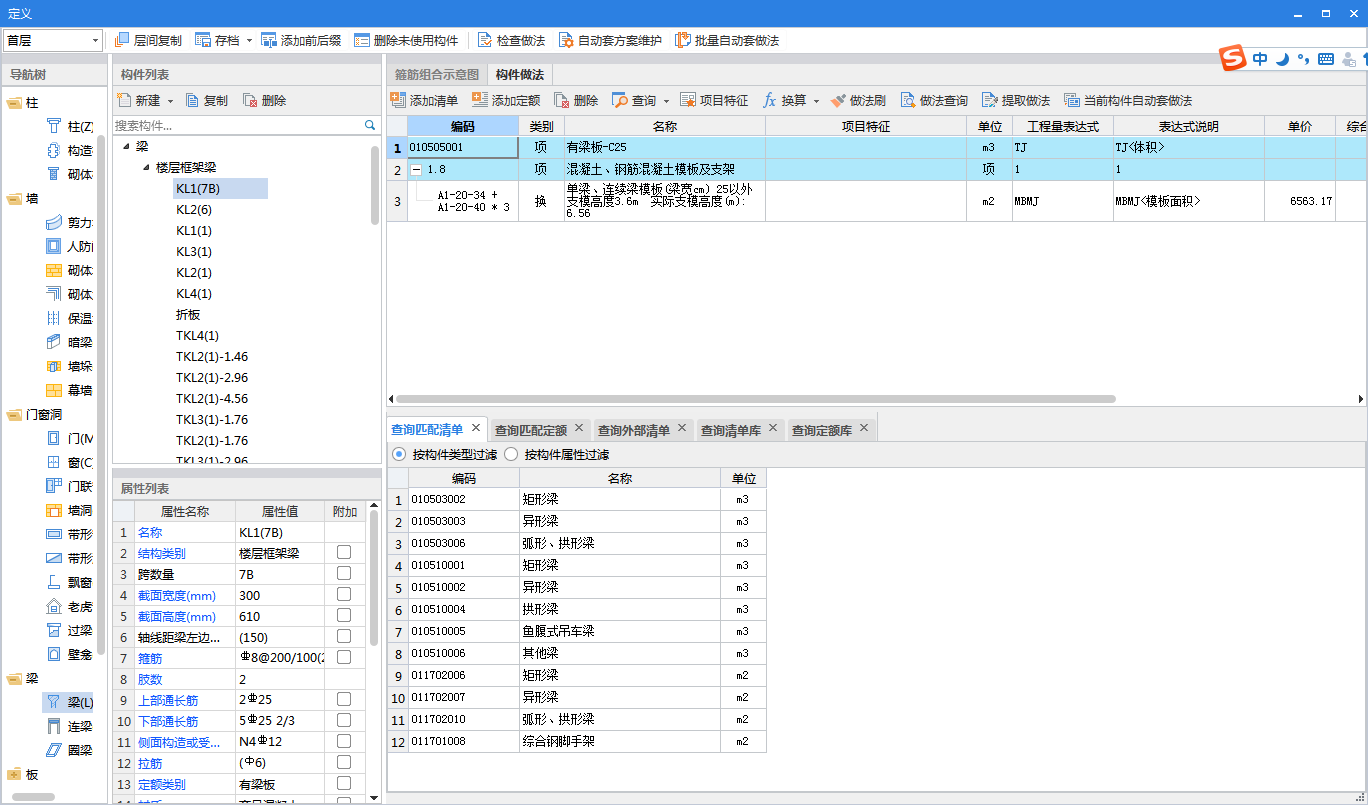 定义
首层 层间复制 存档 添加前后缀 删除未使用构件 检查做法 自动套方案维护 批量自动套做法
中
导航树
柱
柱(Z)
构造
砌体
墙
剪力
人防
砌体
砌体
保温
暗梁
墙垛
幕墙
门窗洞
门(M
窗(C)
门联
墙洞
带形
带形
飘窗
老虎
过梁
壁龛
梁
梁(L)
连梁
圈梁
板
构件列表
新建 复制 删除
搜索构件...
梁
楼层框架梁
KL1(7B)
KL2(6)
KL1(1)
KL3(1)
KL2(1)
KL4(1)
折板
TKL4(1)
TKL2(1)-1.46
TKL2(1)-2.96
TKL2(1)-4.56
TKL3(1)-1.76
TKL2(1)-1.76
TKL3(1)-2.96
属性列表
属性名称 属性值 附加
1 名称 KL1(7B)
2 结构类别 楼层框架梁
3 跨数量 7B
4 截面宽度(mm) 300
5 截面高度(mm) 610
6 轴线距梁左边... (150)
7 箍筋 8@200/100(2
8 肢数 2
9 上部通长筋 2 25
10 下部通长筋 5 25 2/3
11 侧面构造或受... N4 12
12 拉筋 ( 6)
13 定额类别 有梁板
箍筋组合示意图 构件做法
添加清单 添加定额 删除 查询 项目特征 fx 换算 做法刷 做法查询 提取做法 当前构件自动套做法
编码 类别 名称 项目特征 单位 工程量表达式 表达式说明 单价 综合
1 010505001 项 有梁板-C25 m3 TJ TJ<体积>
2 1.8 项 混凝土、钢筋混凝土模板及支架 项 1 1
3 A1-20-34 + A1-20-40 * 3 换 单梁、连续梁模板(梁宽cm) 25以外 支模高度3.6m 实际支模高度(m): 6.56 m2 MBMJ MBMJ<模板面积> 6563.17
查询匹配清单 查询匹配定额 查询外部清单 查询清单库 查询定额库
按构件类型过滤 按构件属性过滤
编码 名称 单位
1 010503002 矩形梁 m3
2 010503003 异形梁 m3
3 010503006 弧形、拱形梁 m3
4 010510001 矩形梁 m3
5 010510002 异形梁 m3
6 010510004 拱形梁 m3
7 010510005 鱼腹式吊车梁 m3
8 010510006 其他梁 m3
9 011702006 矩形梁 m2
10 011702007 异形梁 m2
11 011702010 弧形、拱形梁 m2
12 011701008 综合钢脚手架 m2